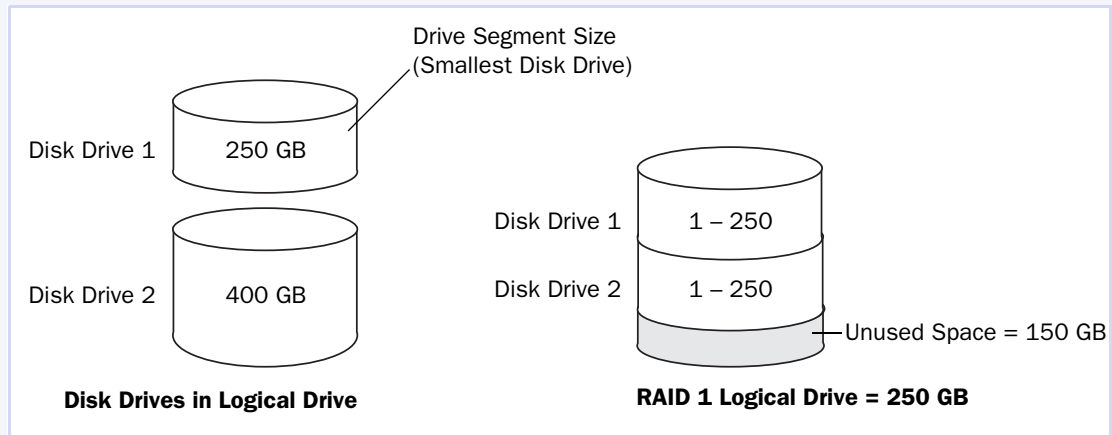 Drive Segment Size
(Smallest Disk Drive)
Disk Drive 1
250 GB
Disk Drive 2
400 GB
Disk Drives in Logical Drive
Disk Drive 1
1 – 250
Disk Drive 2
1 – 250
Unused Space = 150 GB
RAID 1 Logical Drive = 250 GB